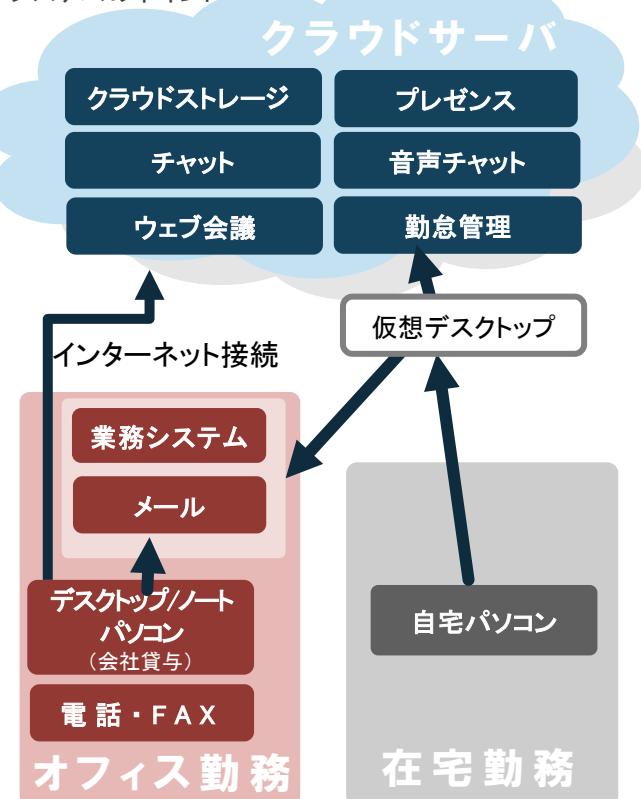 クラウドサーバ
クラウドストレージ
プレゼンス
チャット
音声チャット
ウェブ会議
勤怠管理
仮想デスクトップ
インターネット接続
業務システム
メール
デスクトップ/ノート
パソコン
（会社貸与）
自宅パソコン
電話・ＦＡＸ
オフィス勤務
在宅勤務